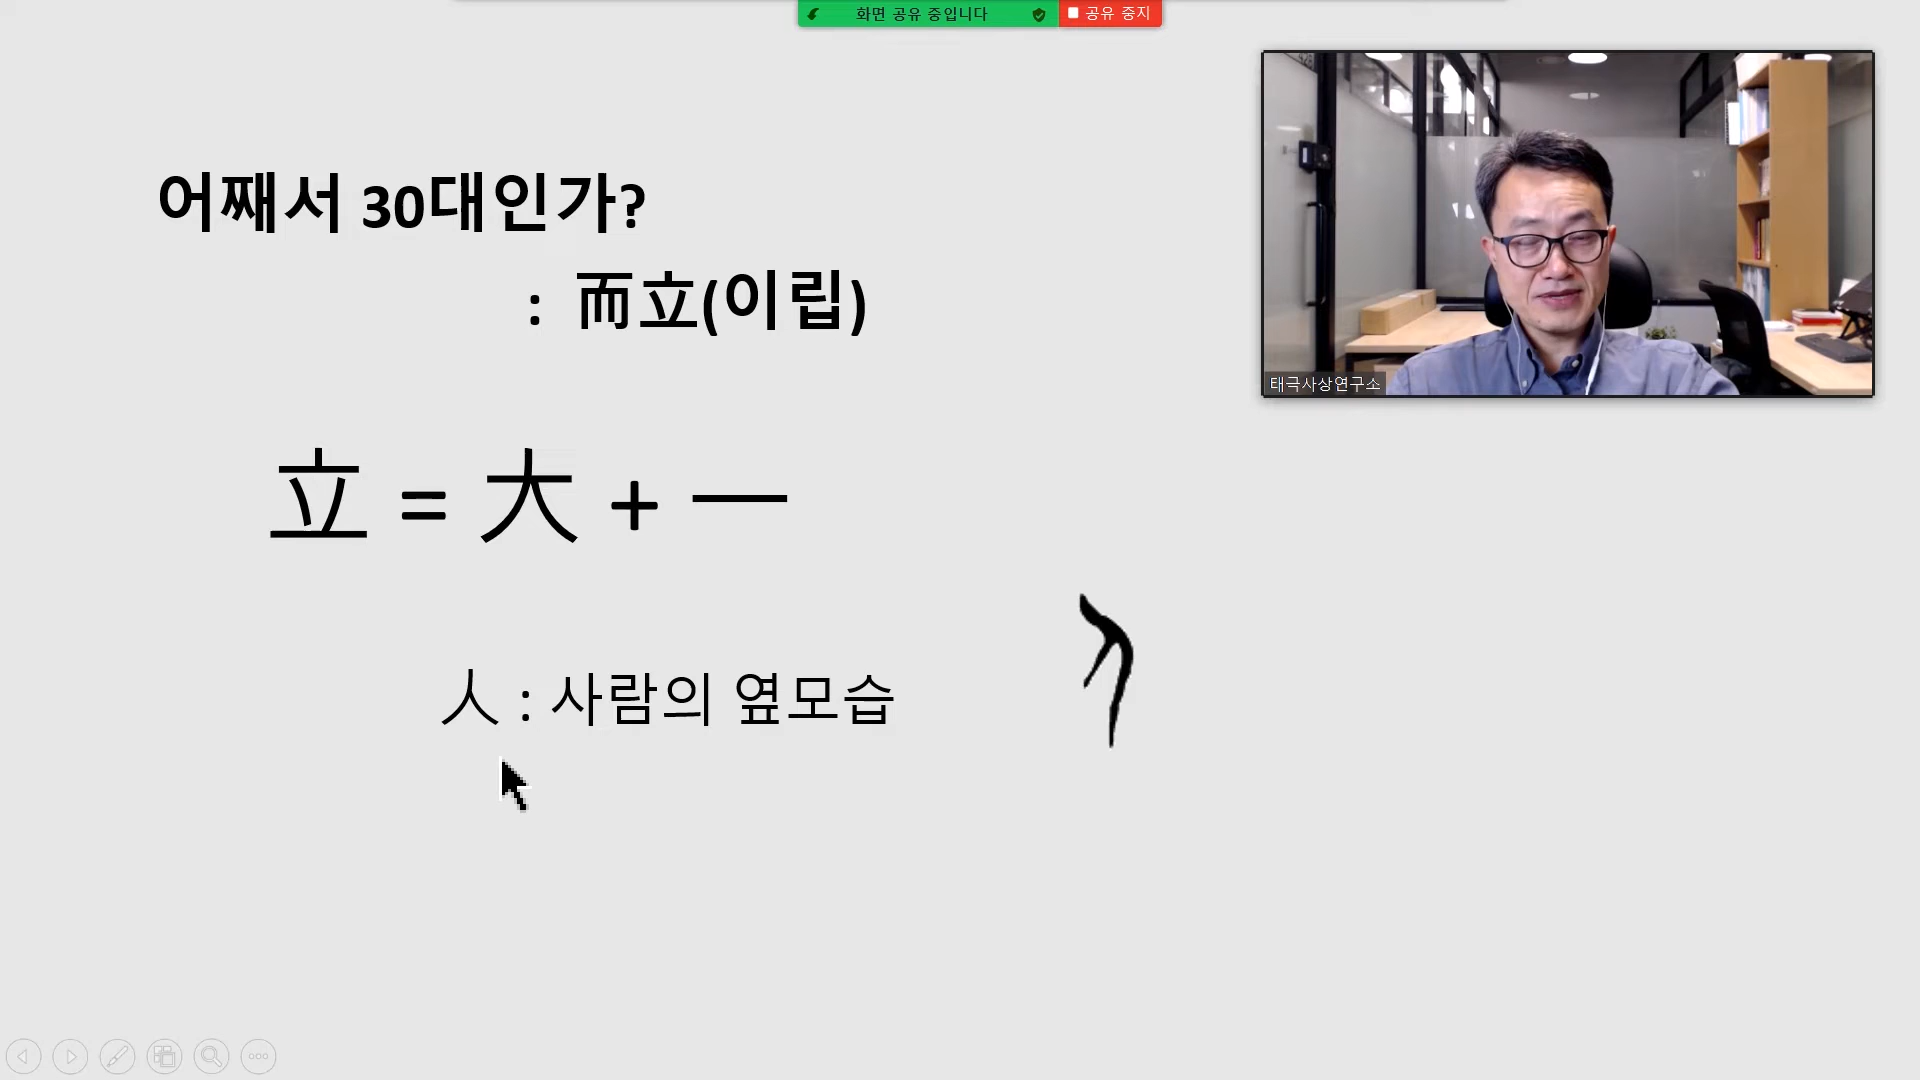 화면 공유 중입니다
공유 중지
어째서 30대인가?
: 而立(이립)
立 = 大 + 一
人 : 사람의 옆모습
태극사상연구소